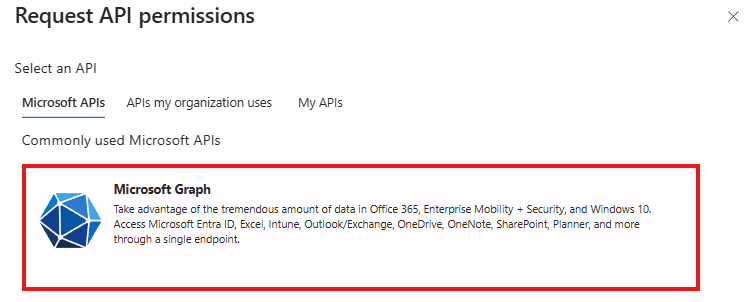 Request API permissions
Select an API
Microsoft APIs
APIs my organization uses
My APIs
Commonly used Microsoft APIs
Microsoft Graph
Take advantage of the tremendous amount of data in Office 365, Enterprise Mobility + Security, and Windows 10.
Access Microsoft Entra ID, Excel, Intune, Outlook/Exchange, OneDrive, OneNote, SharePoint, Planner, and more
through a single endpoint.